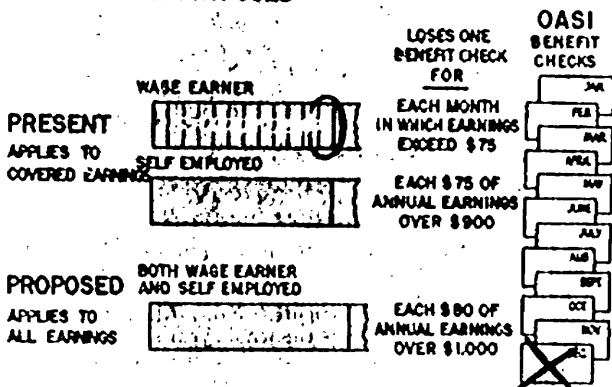 LOSES ONE
BENEFIT CHECK
FOR
OASI
BENEFIT
CHECKS
PRESENT
APPLIES TO
COVERED EARNINGS
WAGE EARNER
EACH MONTH
IN WHICH EARNINGS
EXCEED $75
SELF EMPLOYED
EACH $75 OF
ANNUAL EARNINGS
OVER $900
PROPOSED
APPLIES TO
ALL EARNINGS
BOTH WAGE EARNER
AND SELF EMPLOYED
EACH $80 OF
ANNUAL EARNINGS
OVER $1,000
JAN
FEB
MAR
APRIL
MAY
JUNE
JULY
AUG
SEPT
OCT
NOV